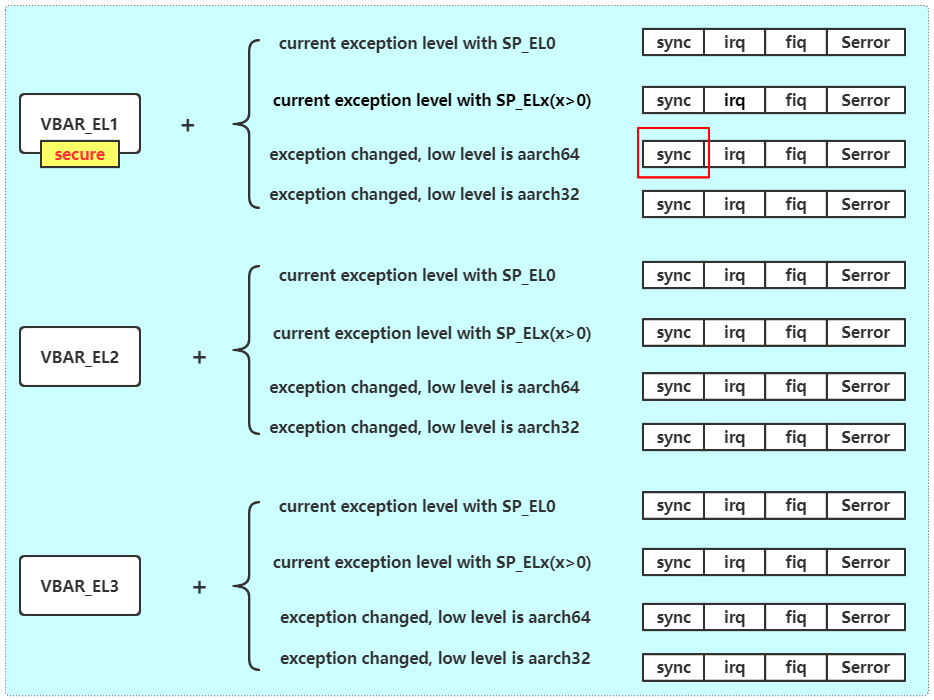 current exception level with SP_EL0 sync irq fiq Serror
current exception level with SP_ELx(x>0) sync irq fiq Serror
VBAR_EL1 +
secure
exception changed, low level is aarch64 sync irq fiq Serror
exception changed, low level is aarch32 sync irq fiq Serror
current exception level with SP_EL0 sync irq fiq Serror
current exception level with SP_ELx(x>0) sync irq fiq Serror
VBAR_EL2 +
exception changed, low level is aarch64 sync irq fiq Serror
exception changed, low level is aarch32 sync irq fiq Serror
current exception level with SP_EL0 sync irq fiq Serror
current exception level with SP_ELx(x>0) sync irq fiq Serror
VBAR_EL3 +
exception changed, low level is aarch64 sync irq fiq Serror
exception changed, low level is aarch32 sync irq fiq Serror